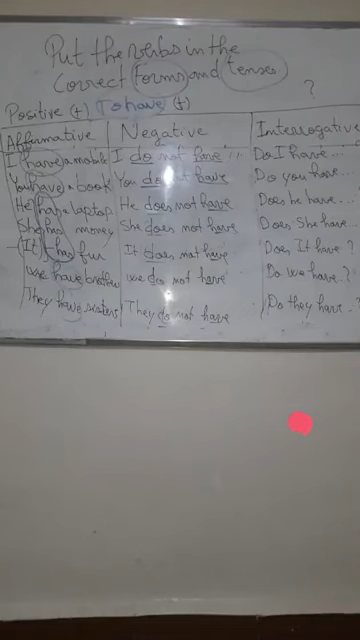 Put the verbs in the
Correct Forms and tenses
?
Positive (+) To have (+)
Affirmative Negative Interrogative
I have a mobile I do not have ... Do I have ...
You have a book You do not have Do you have...
He has a laptop He does not have Does he have...
She has money She does not have Does She have...
(It) has fur It does not have Does It have ?
we have brother we do not have Do we have..?
They have sisters They do not have Do they have..?